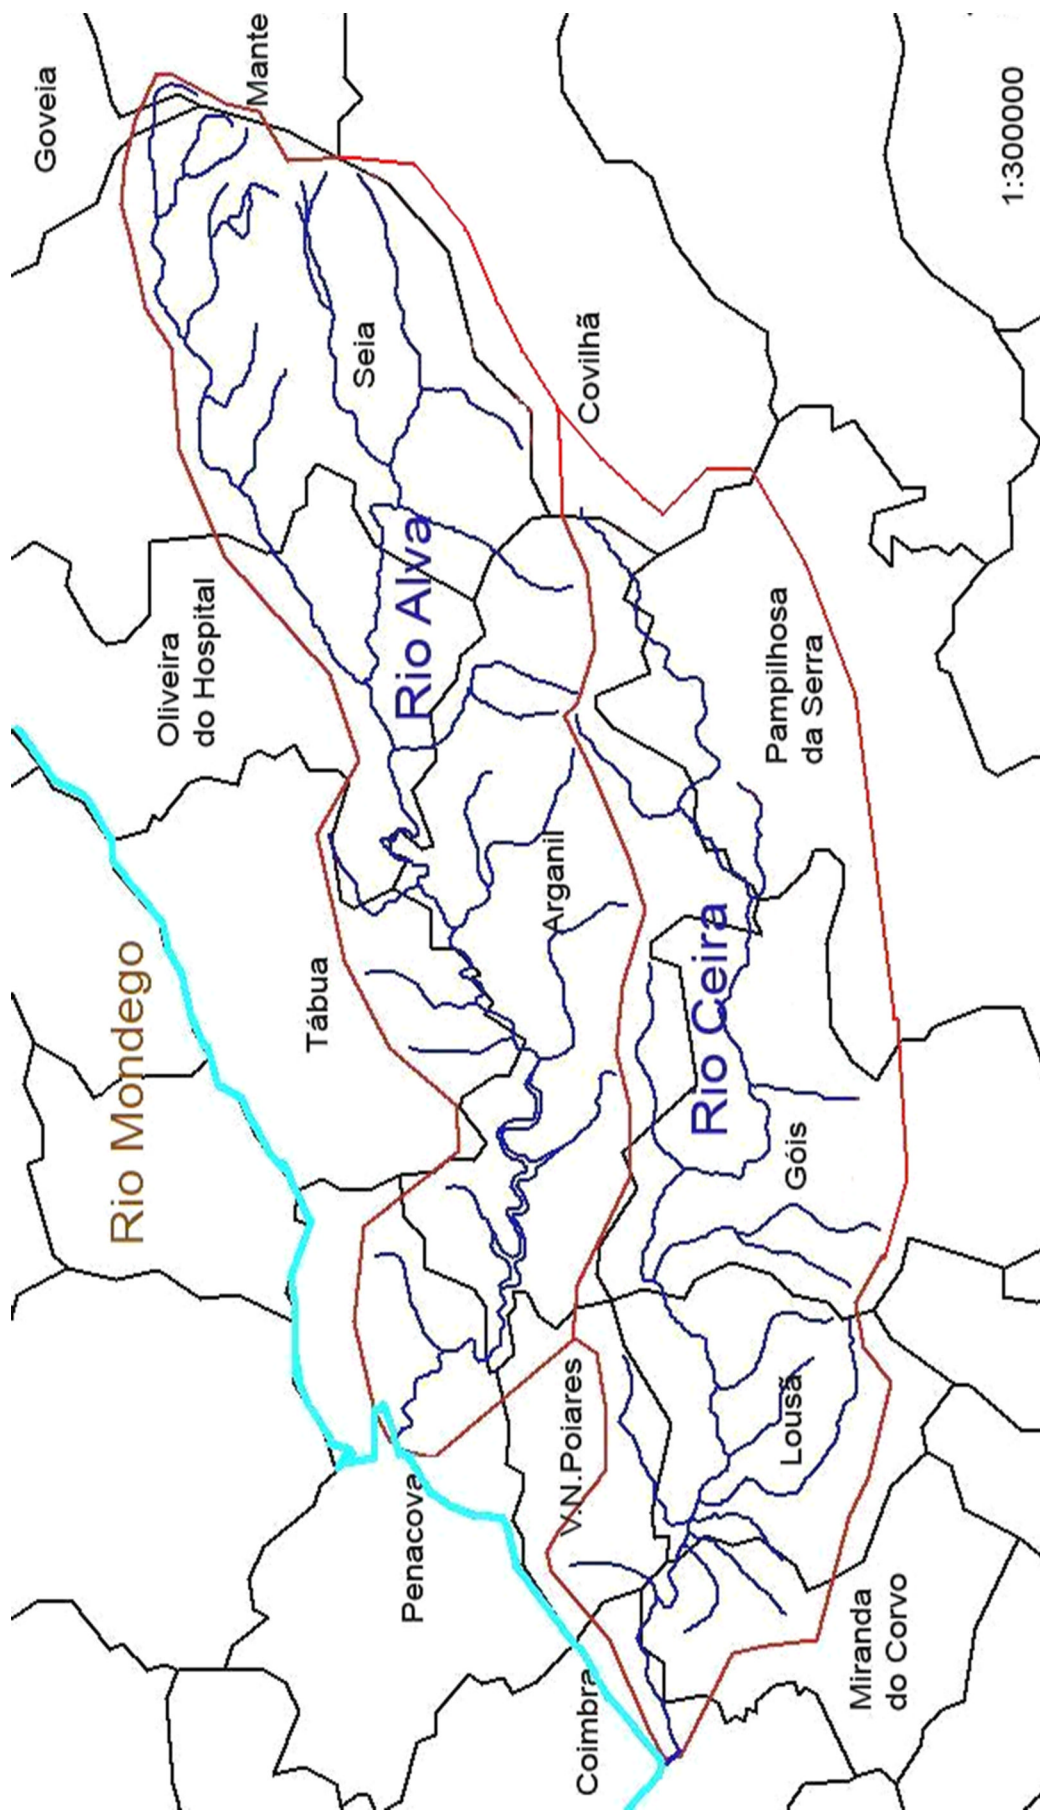 Goveia
Mante
Seia
Covilhã
Oliveira
do Hospital
Rio Alva
Pampilhosa
da Serra
Arganil
Tábua
Rio Mondego
Rio Ceira
Góis
Lousã
V.N.Poiares
Penacova
Coimbra
Miranda
do Corvo
1:300000